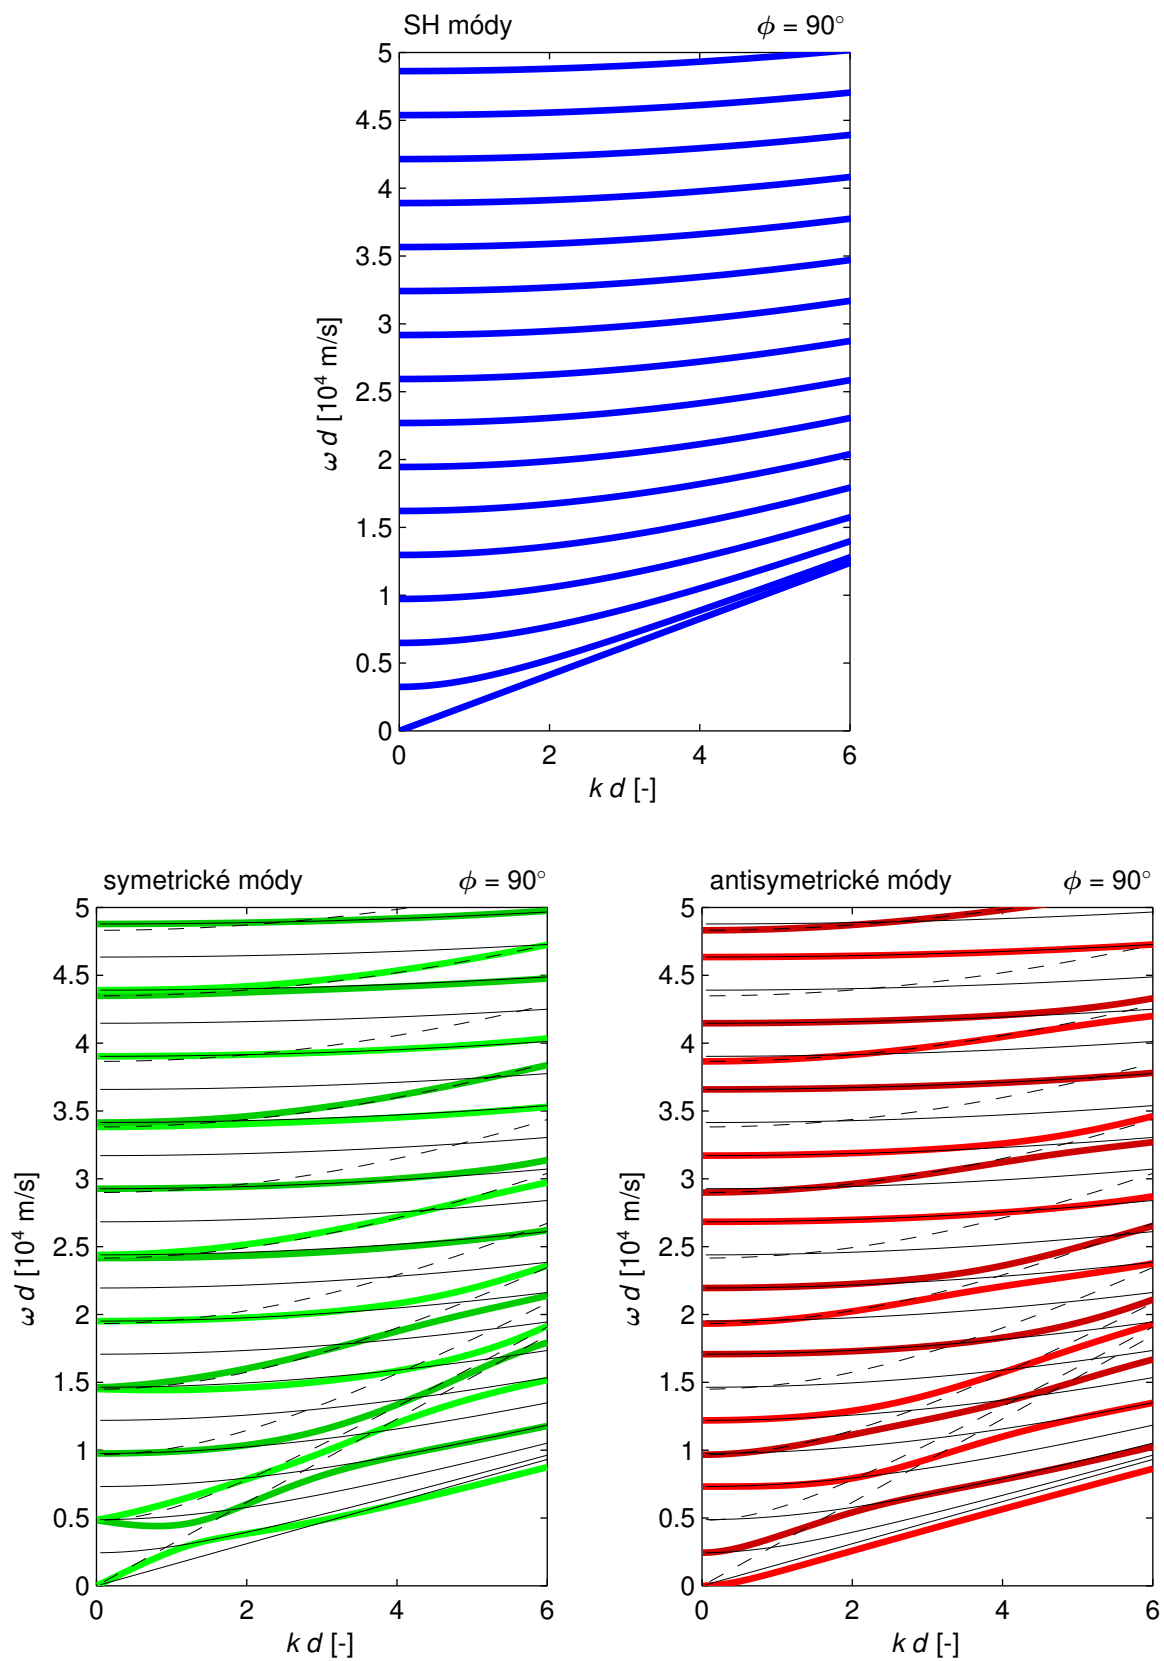 SH módy ϕ = 90°
5
4.5
4
3.5
3
2.5
2
1.5
1
0.5
0
ω d [10⁴ m/s]
0 2 4 6
k d [-]
symetrické módy ϕ = 90°
5
4.5
4
3.5
3
2.5
2
1.5
1
0.5
0
ω d [10⁴ m/s]
0 2 4 6
k d [-]
antisymetrické módy ϕ = 90°
5
4.5
4
3.5
3
2.5
2
1.5
1
0.5
0
ω d [10⁴ m/s]
0 2 4 6
k d [-]